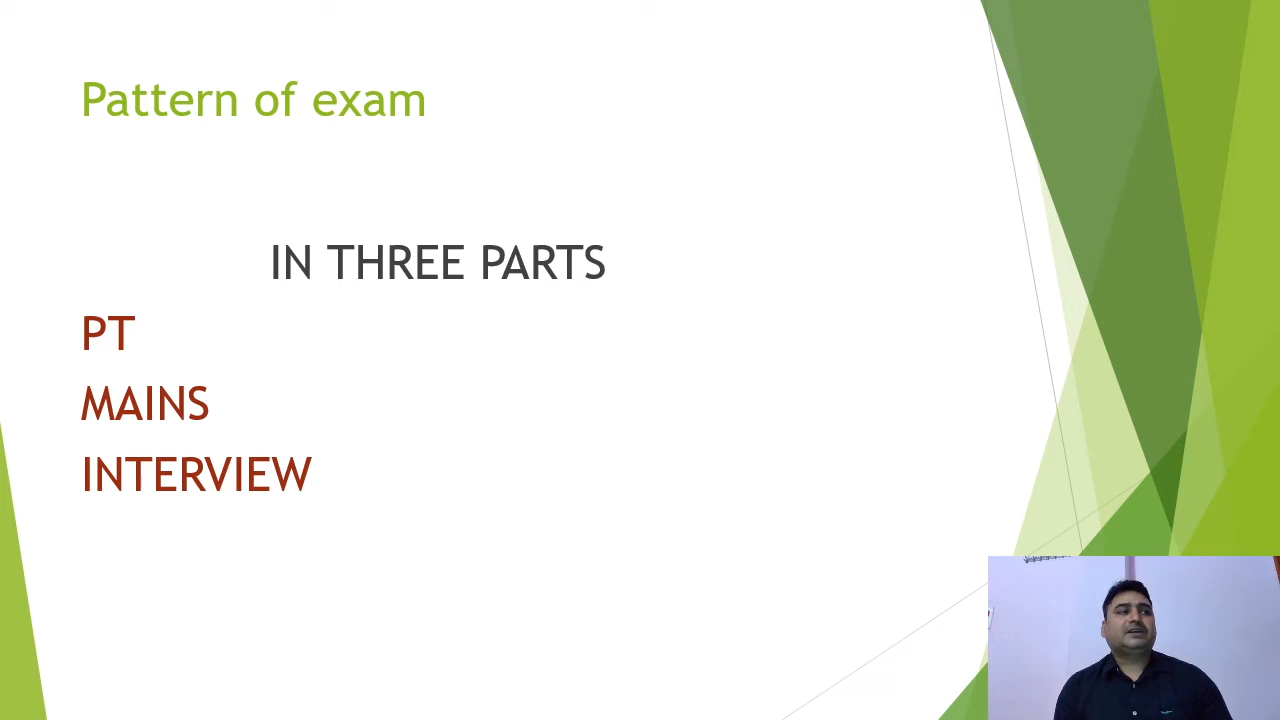 Pattern of exam
IN THREE PARTS
PT
MAINS
INTERVIEW